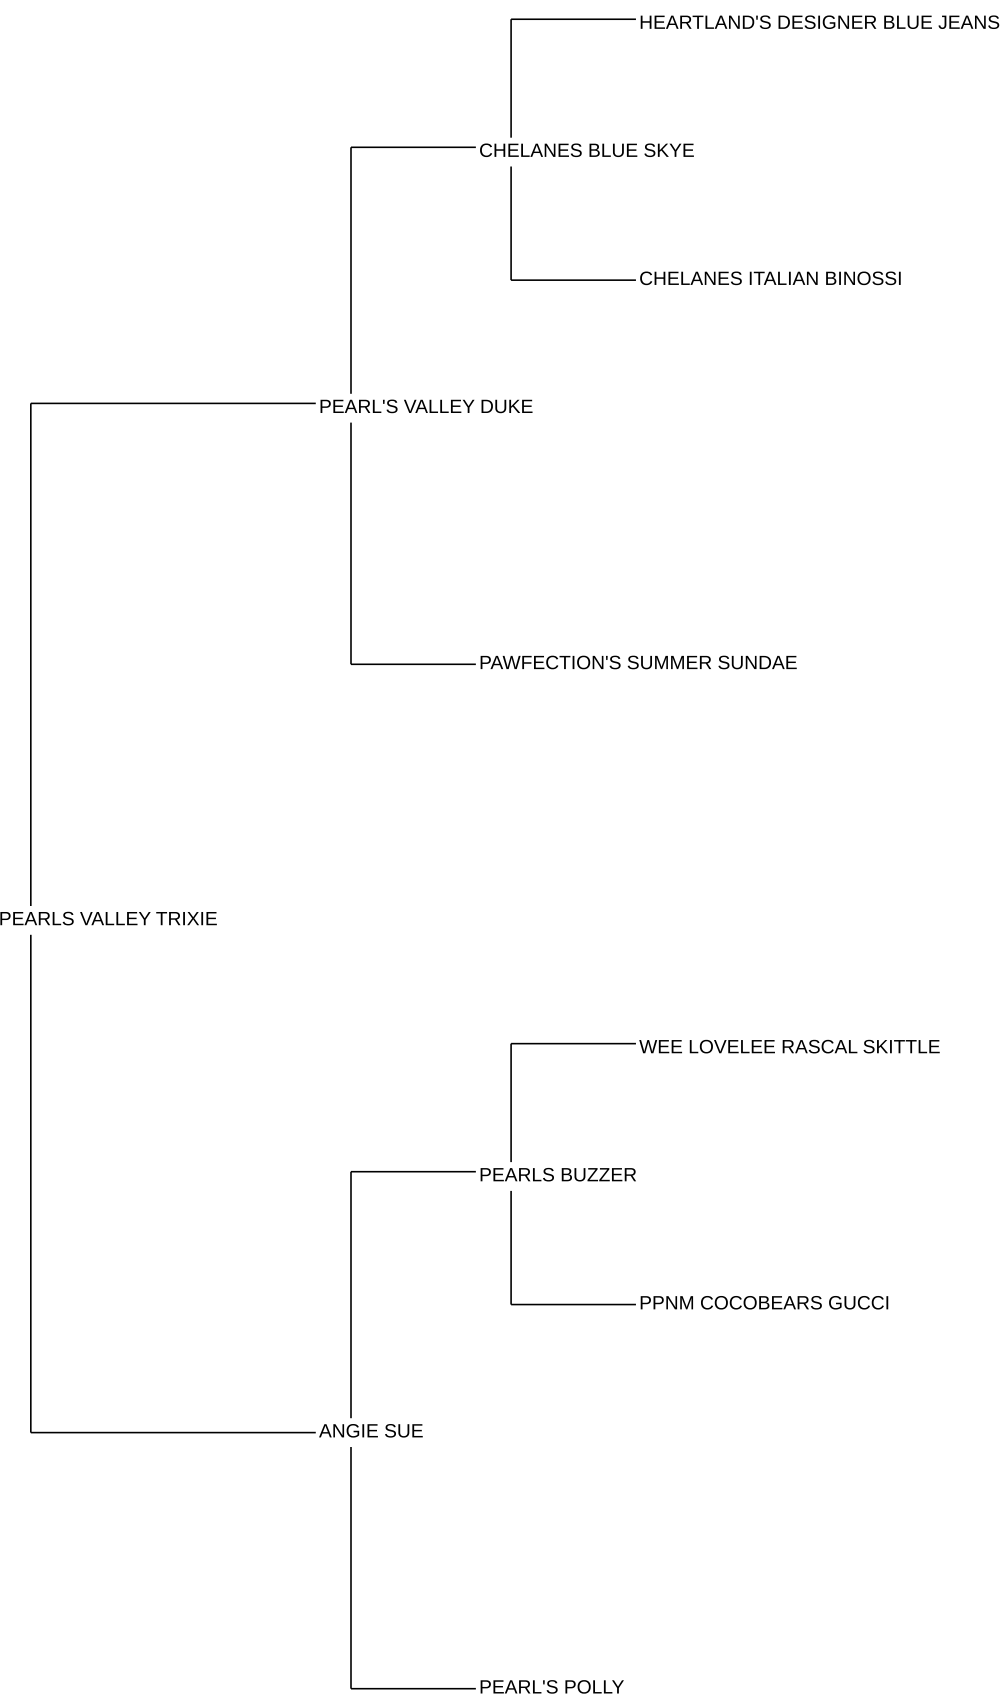 HEARTLAND'S DESIGNER BLUE JEANS
CHELANES BLUE SKYE
CHELANES ITALIAN BINOSSI
PEARL'S VALLEY DUKE
PAWFECTION'S SUMMER SUNDAE
PEARLS VALLEY TRIXIE
WEE LOVELEE RASCAL SKITTLE
PEARLS BUZZER
PPNM COCOBEARS GUCCI
ANGIE SUE
PEARL'S POLLY